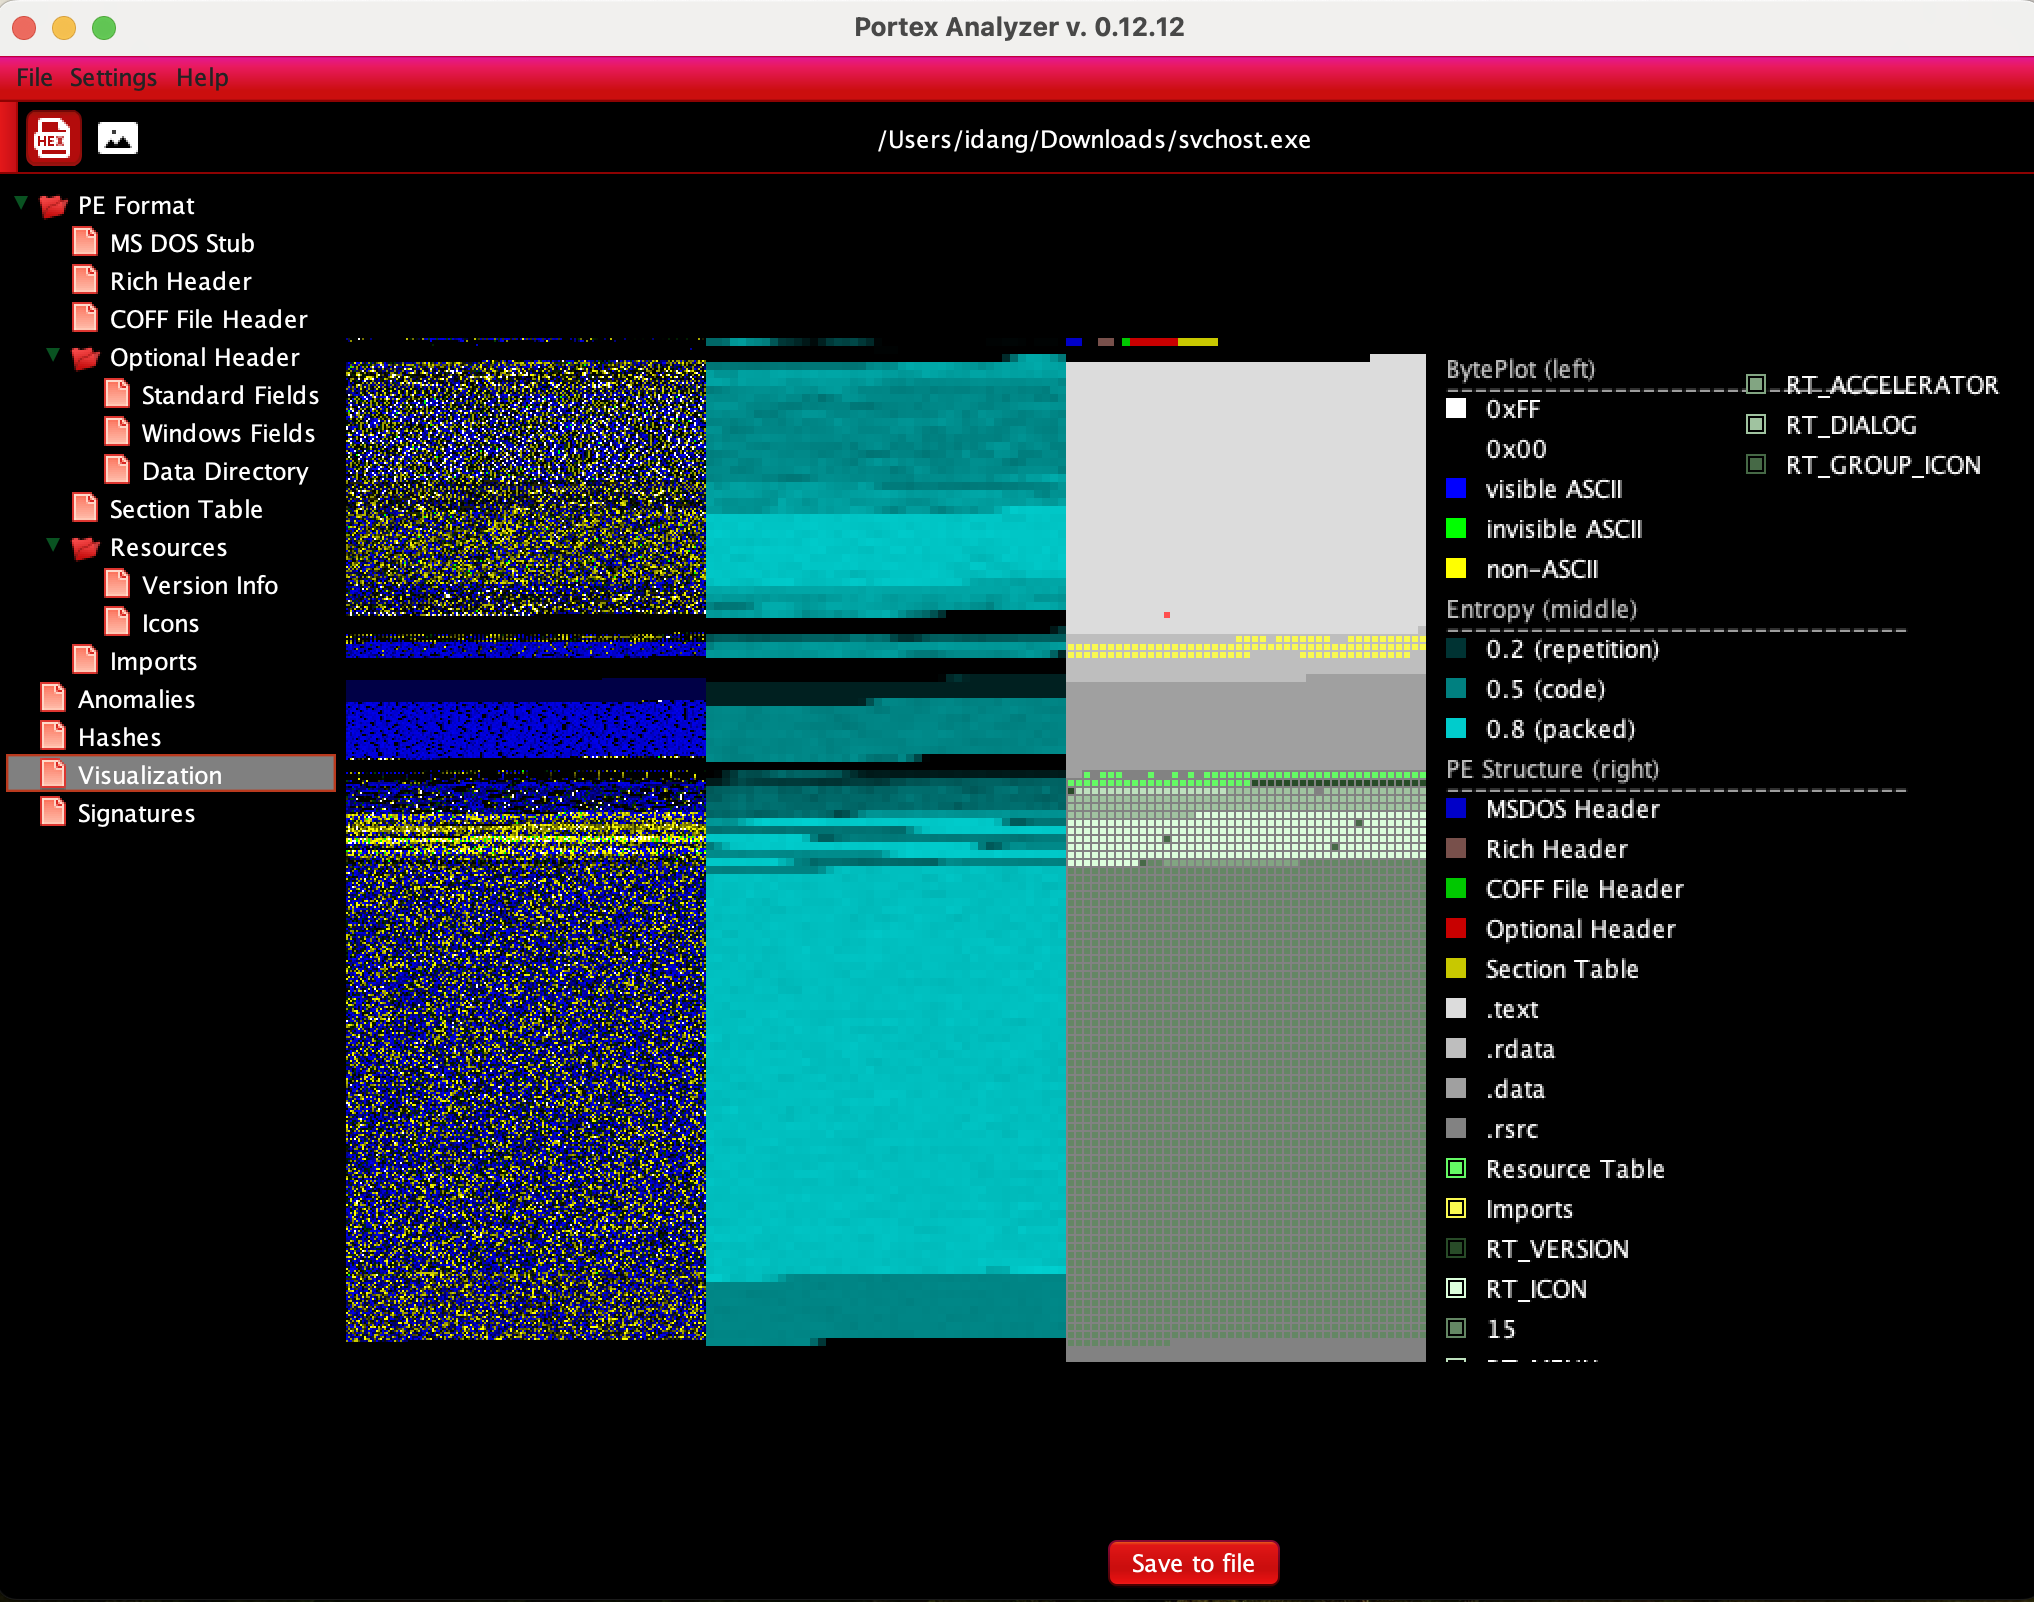 Portex Analyzer v. 0.12.12
File Settings Help
HEX
/Users/idang/Downloads/svchost.exe
PE Format
MS DOS Stub
Rich Header
COFF File Header
Optional Header
Standard Fields
Windows Fields
Data Directory
Section Table
Resources
Version Info
Icons
Imports
Anomalies
Hashes
Visualization
Signatures
BytePlot (left)
0xFF
0x00
visible ASCII
invisible ASCII
non-ASCII
Entropy (middle)
0.2 (repetition)
0.5 (code)
0.8 (packed)
PE Structure (right)
MSDOS Header
Rich Header
COFF File Header
Optional Header
Section Table
.text
.rdata
.data
.rsrc
Resource Table
Imports
RT_VERSION
RT_ICON
15
RT_ACCELERATOR
RT_DIALOG
RT_GROUP_ICON
Save to file